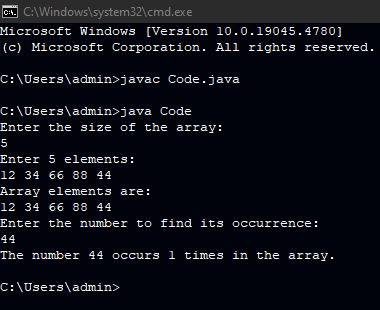 C:\Windows\system32\cmd.exe
Microsoft Windows [Version 10.0.19045.4780]
(c) Microsoft Corporation. All rights reserved.
C:\Users\admin>javac Code.java
C:\Users\admin>java Code
Enter the size of the array:
5
Enter 5 elements:
12 34 66 88 44
Array elements are:
12 34 66 88 44
Enter the number to find its occurrence:
44
The number 44 occurs 1 times in the array.
C:\Users\admin>